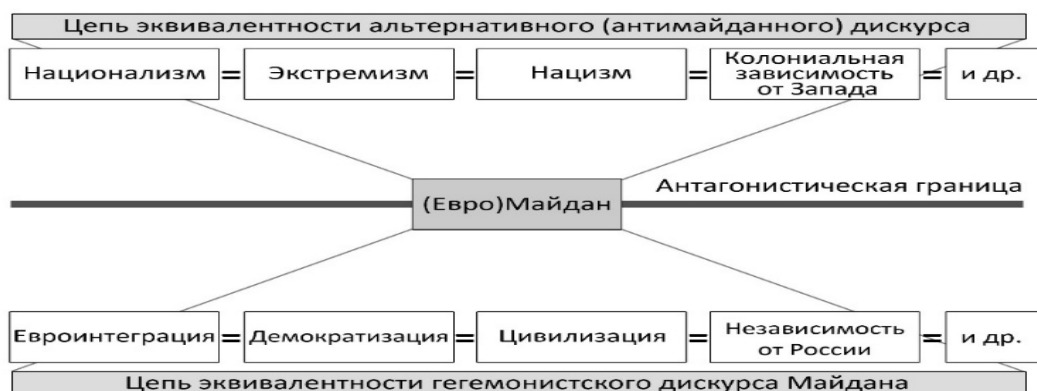 Цепь эквивалентности альтернативного (антимайданного) дискурса
Национализм = Экстремизм = Нацизм = Колониальная зависимость от Запада = и др.
Антагонистическая граница
(Евро)Майдан
Евроинтеграция = Демократизация = Цивилизация = Независимость от России = и др.
Цепь эквивалентности гегемонистского дискурса Майдана